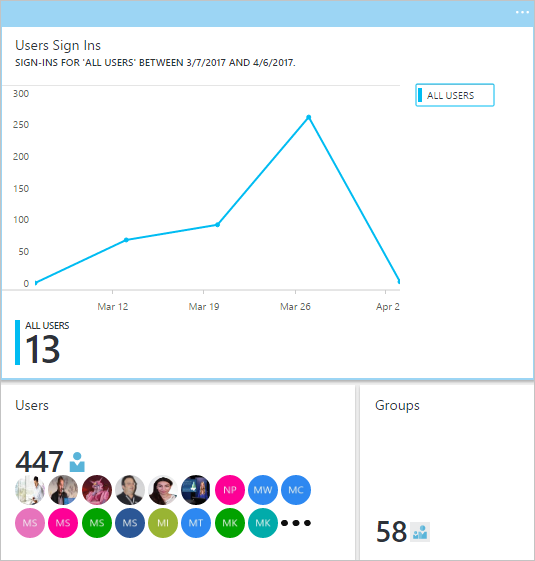 Users Sign Ins
SIGN-INS FOR 'ALL USERS' BETWEEN 3/7/2017 AND 4/6/2017.
300
ALL USERS
250
200
150
100
50
0
Mar 12 Mar 19 Mar 26 Apr 2
ALL USERS
13
Users
Groups
447
NP MW MC
MS MS MS MS MI MT MK MK
58